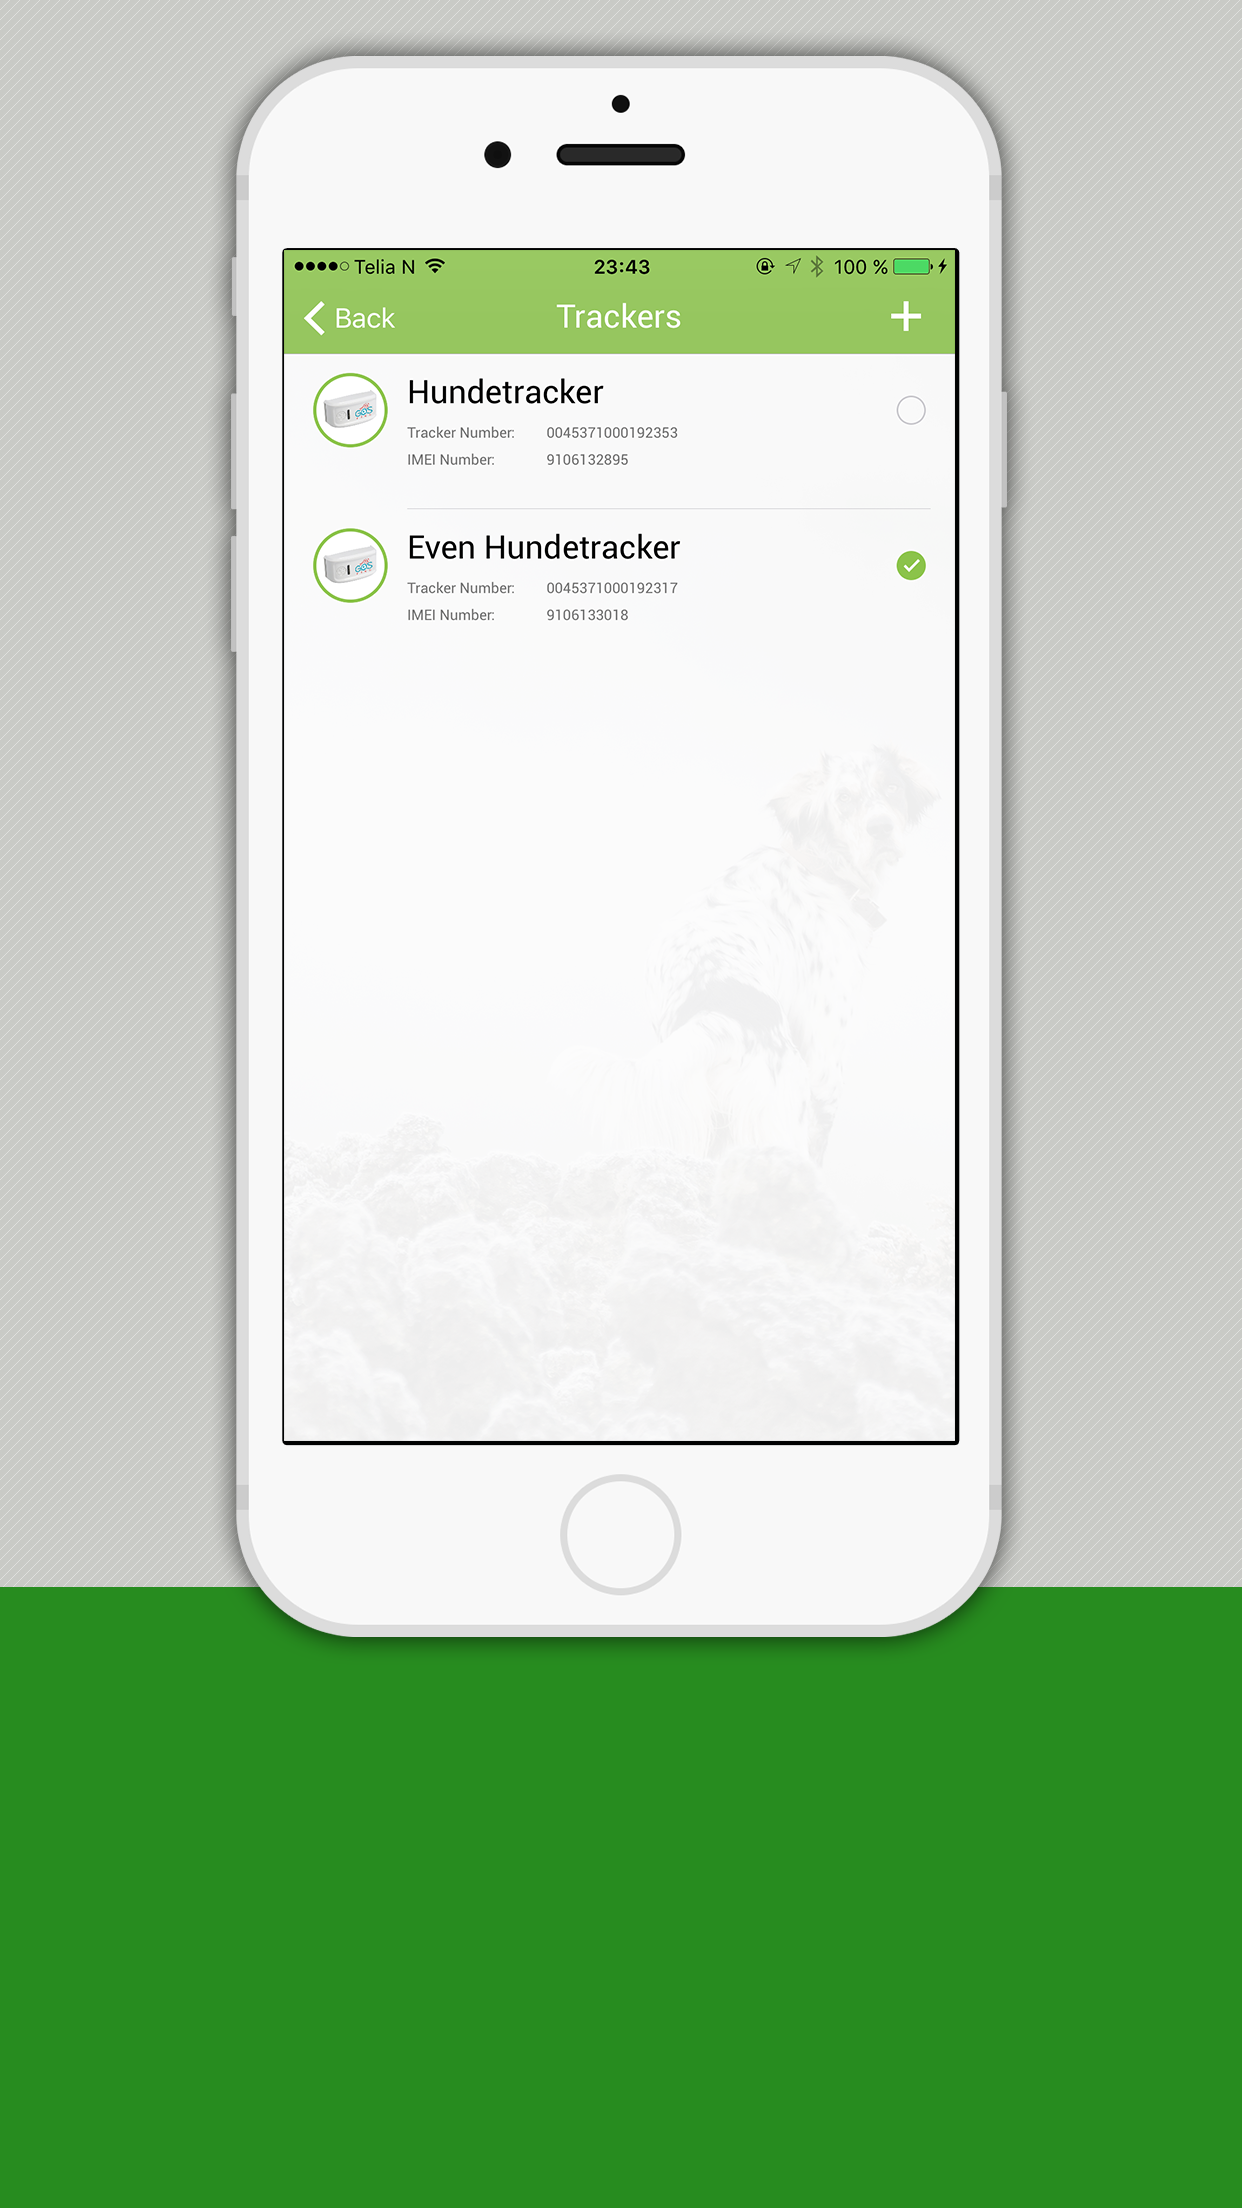 Telia N 23:43 100 %
Back Trackers
Hundetracker
Tracker Number: 0045371000192353
IMEI Number: 9106132895
Even Hundetracker
Tracker Number: 0045371000192317
IMEI Number: 9106133018